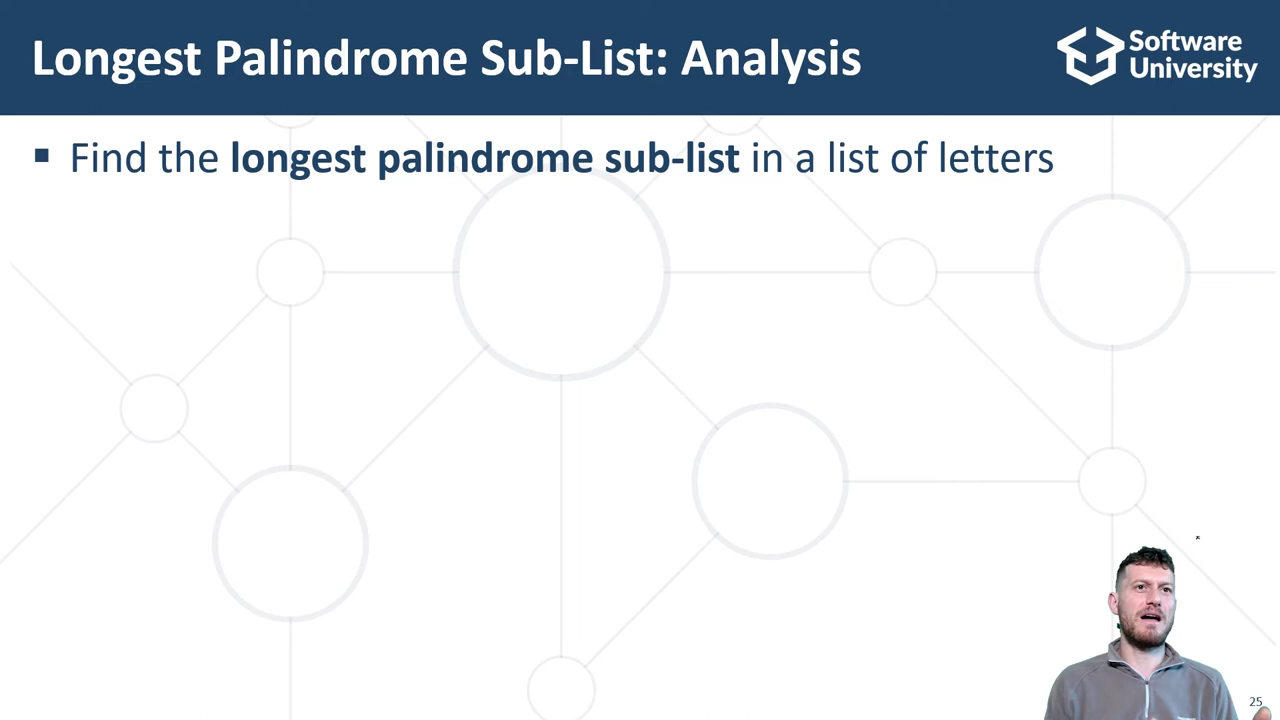 Longest Palindrome Sub-List: Analysis
Software
University
▪ Find the longest palindrome sub-list in a list of letters
25